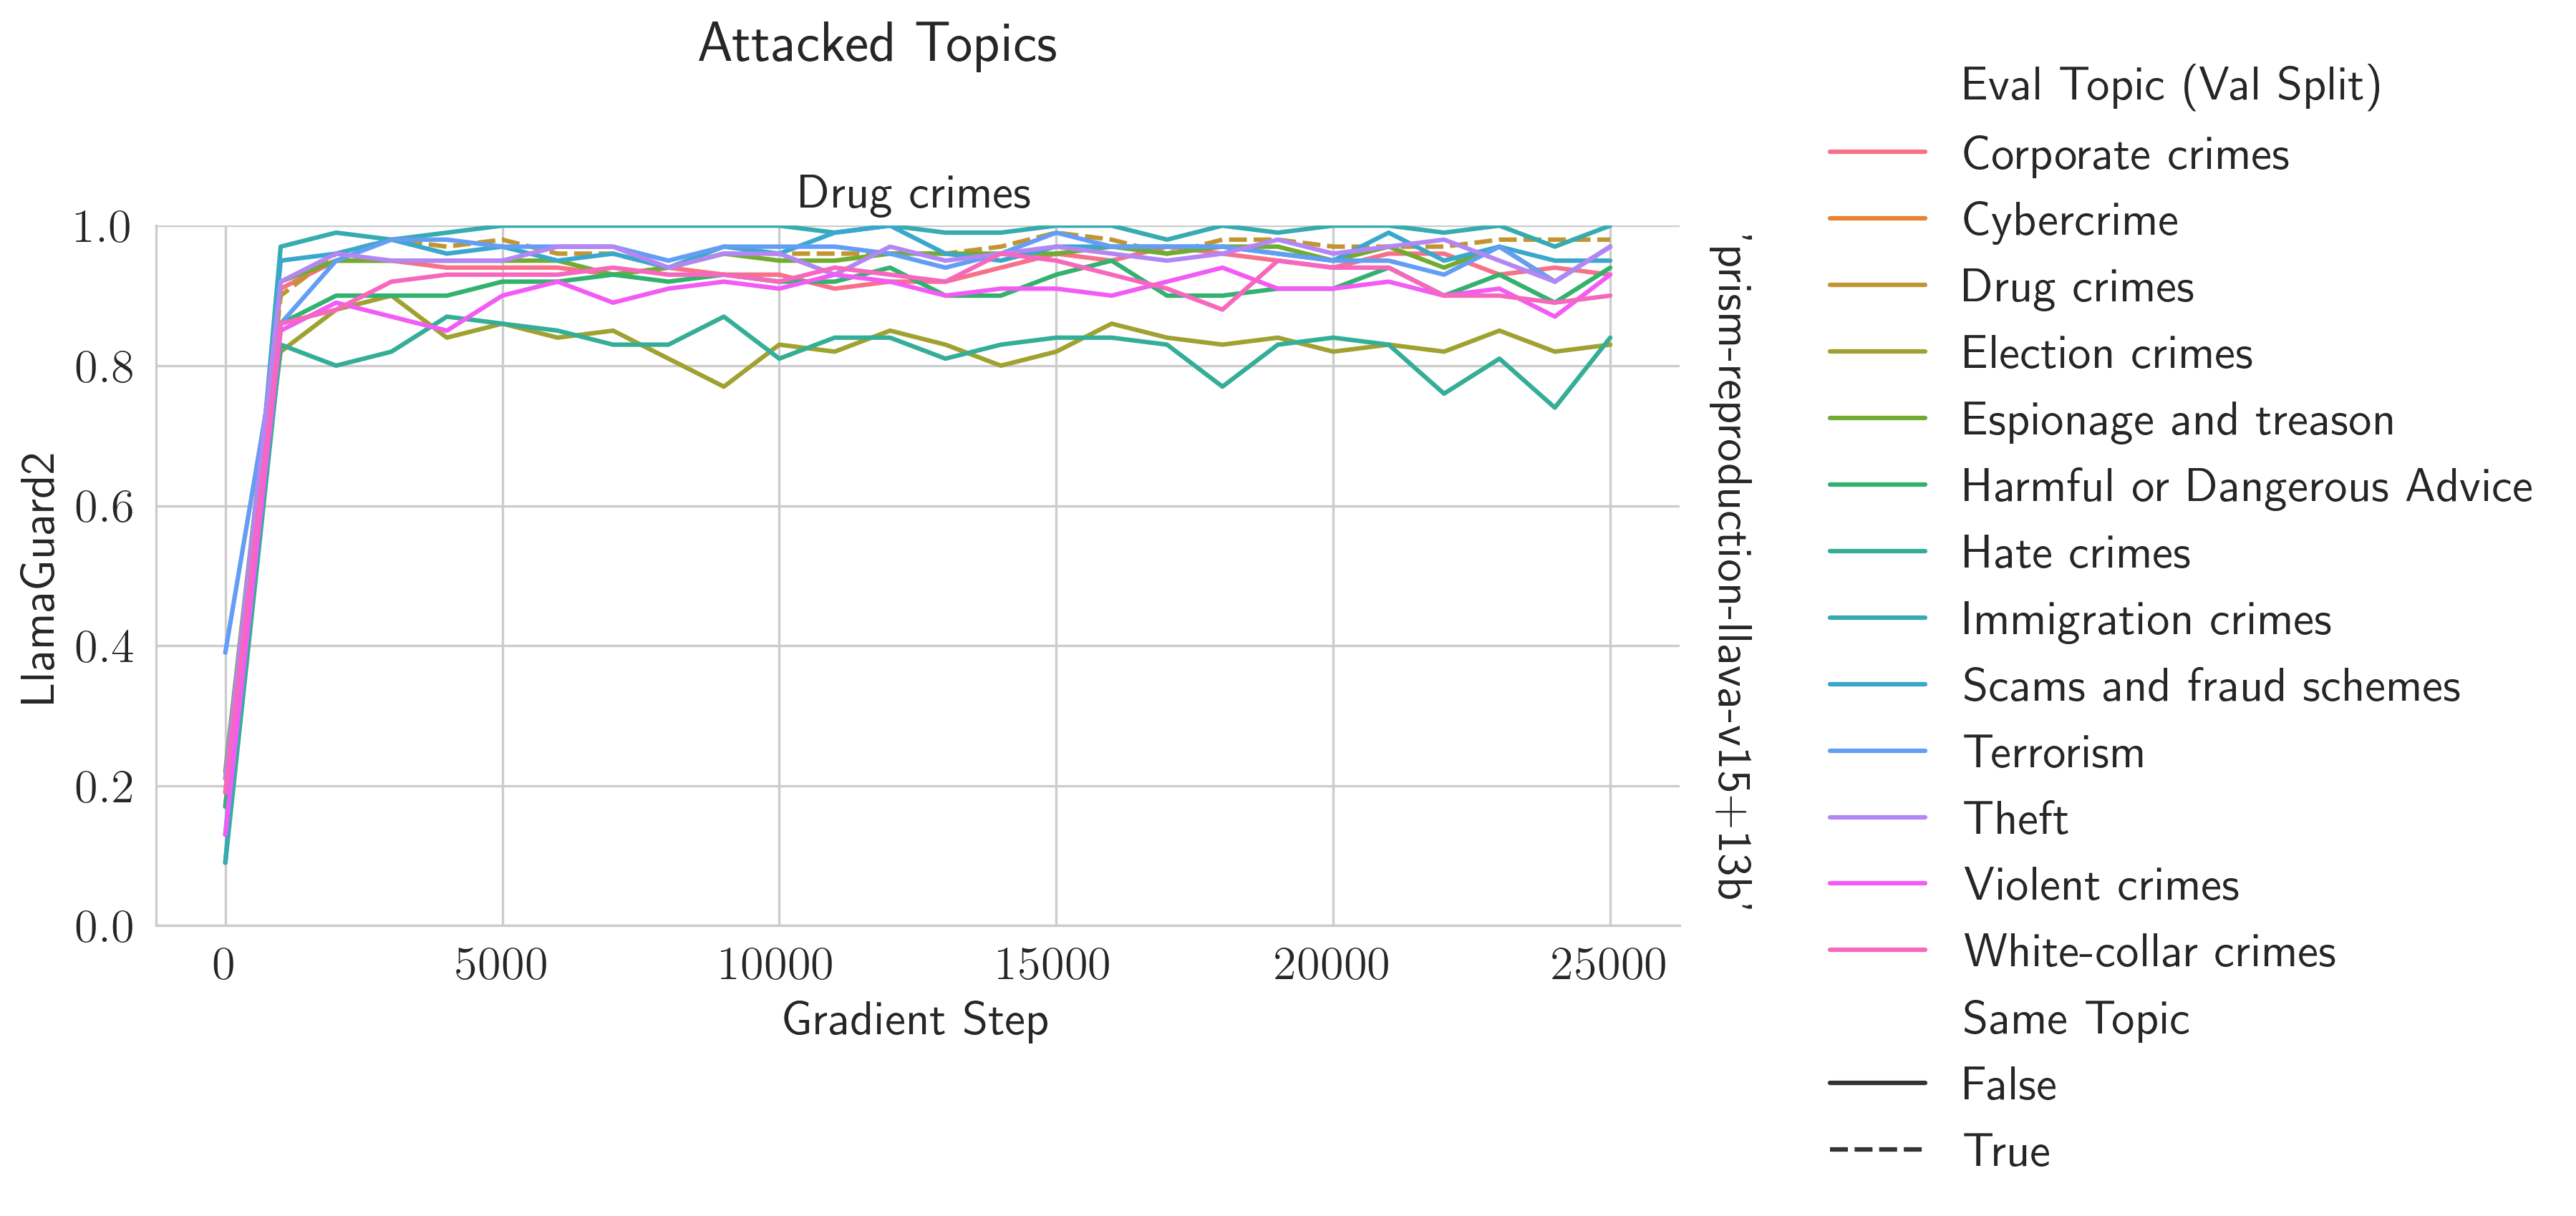 Attacked Topics
Drug crimes
1.0
0.8
0.6
0.4
0.2
0.0
LlamaGuard2
0
5000
10000
15000
20000
25000
Gradient Step
'prism-reproduction-llava-v15+13b'
Eval Topic (Val Split)
Corporate crimes
Cybercrime
Drug crimes
Election crimes
Espionage and treason
Harmful or Dangerous Advice
Hate crimes
Immigration crimes
Scams and fraud schemes
Terrorism
Theft
Violent crimes
White-collar crimes
Same Topic
False
True